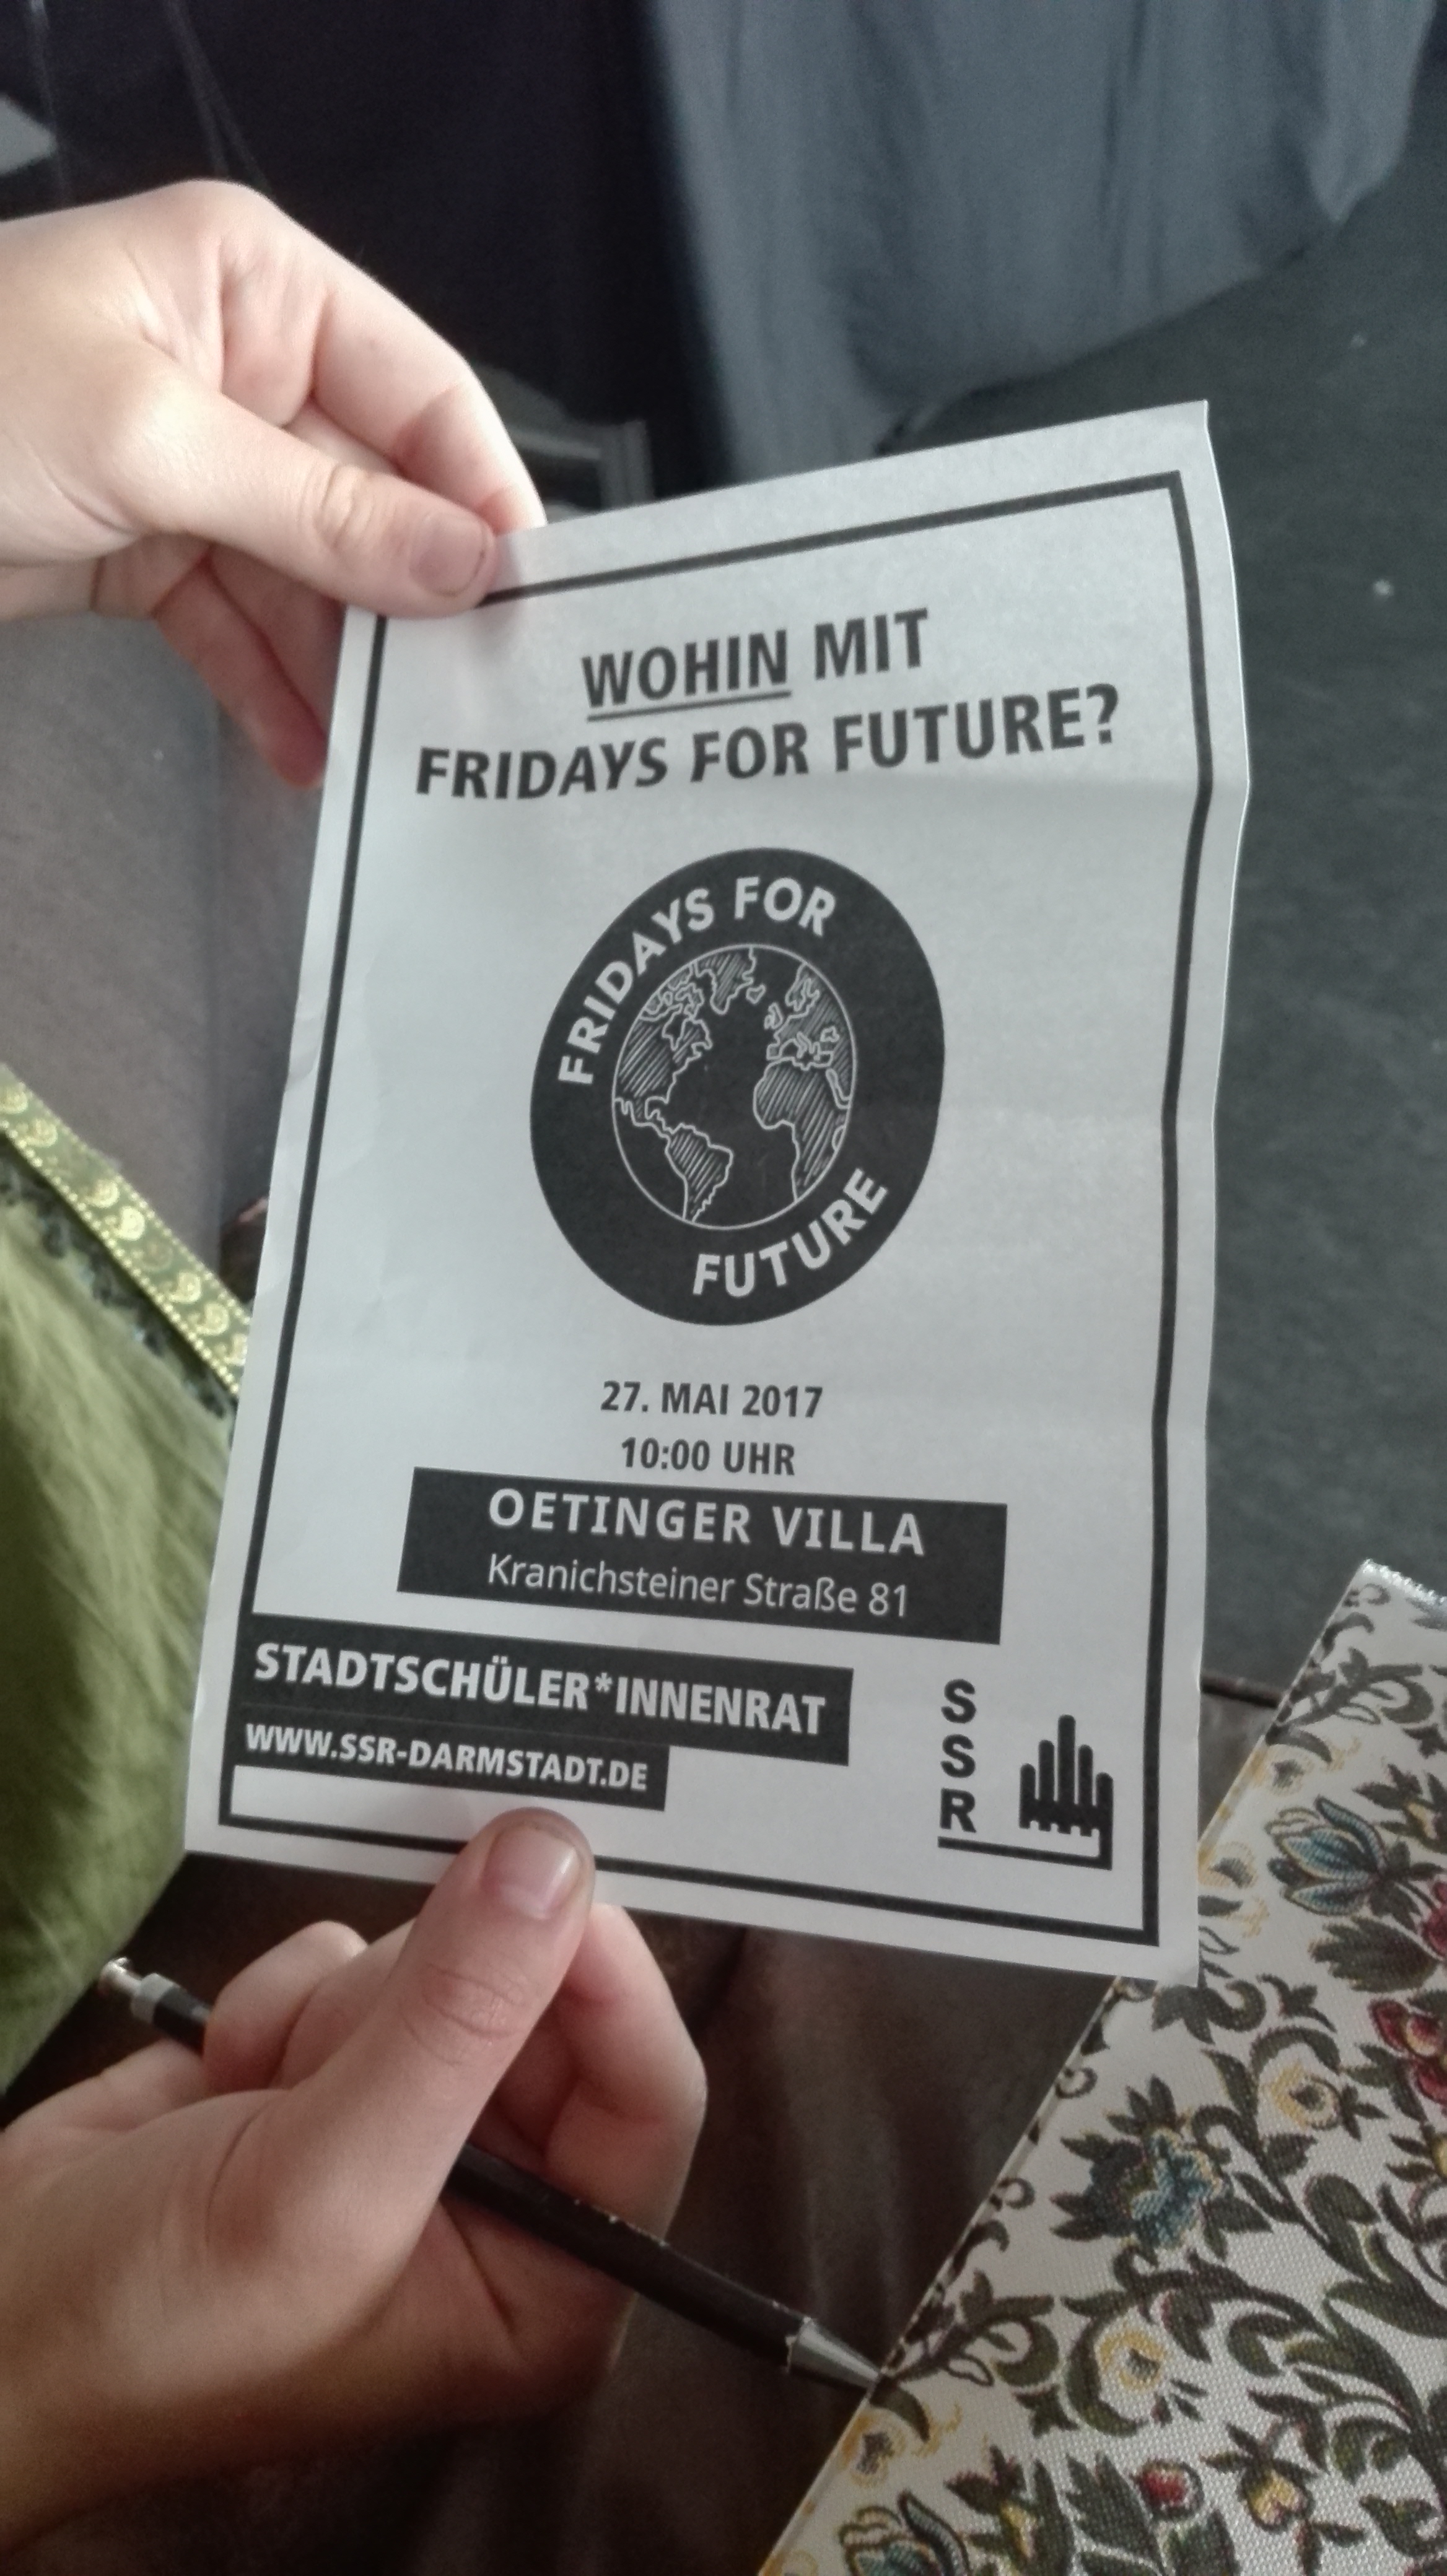 WOHIN MIT
FRIDAYS FOR FUTURE?
FRIDAYS FOR
FUTURE
27. MAI 2017
10:00 UHR
OETINGER VILLA
Kranichsteiner Straße 81
STADTSCHÜLER*INNENRAT
WWW.SSR-DARMSTADT.DE
S
S
R